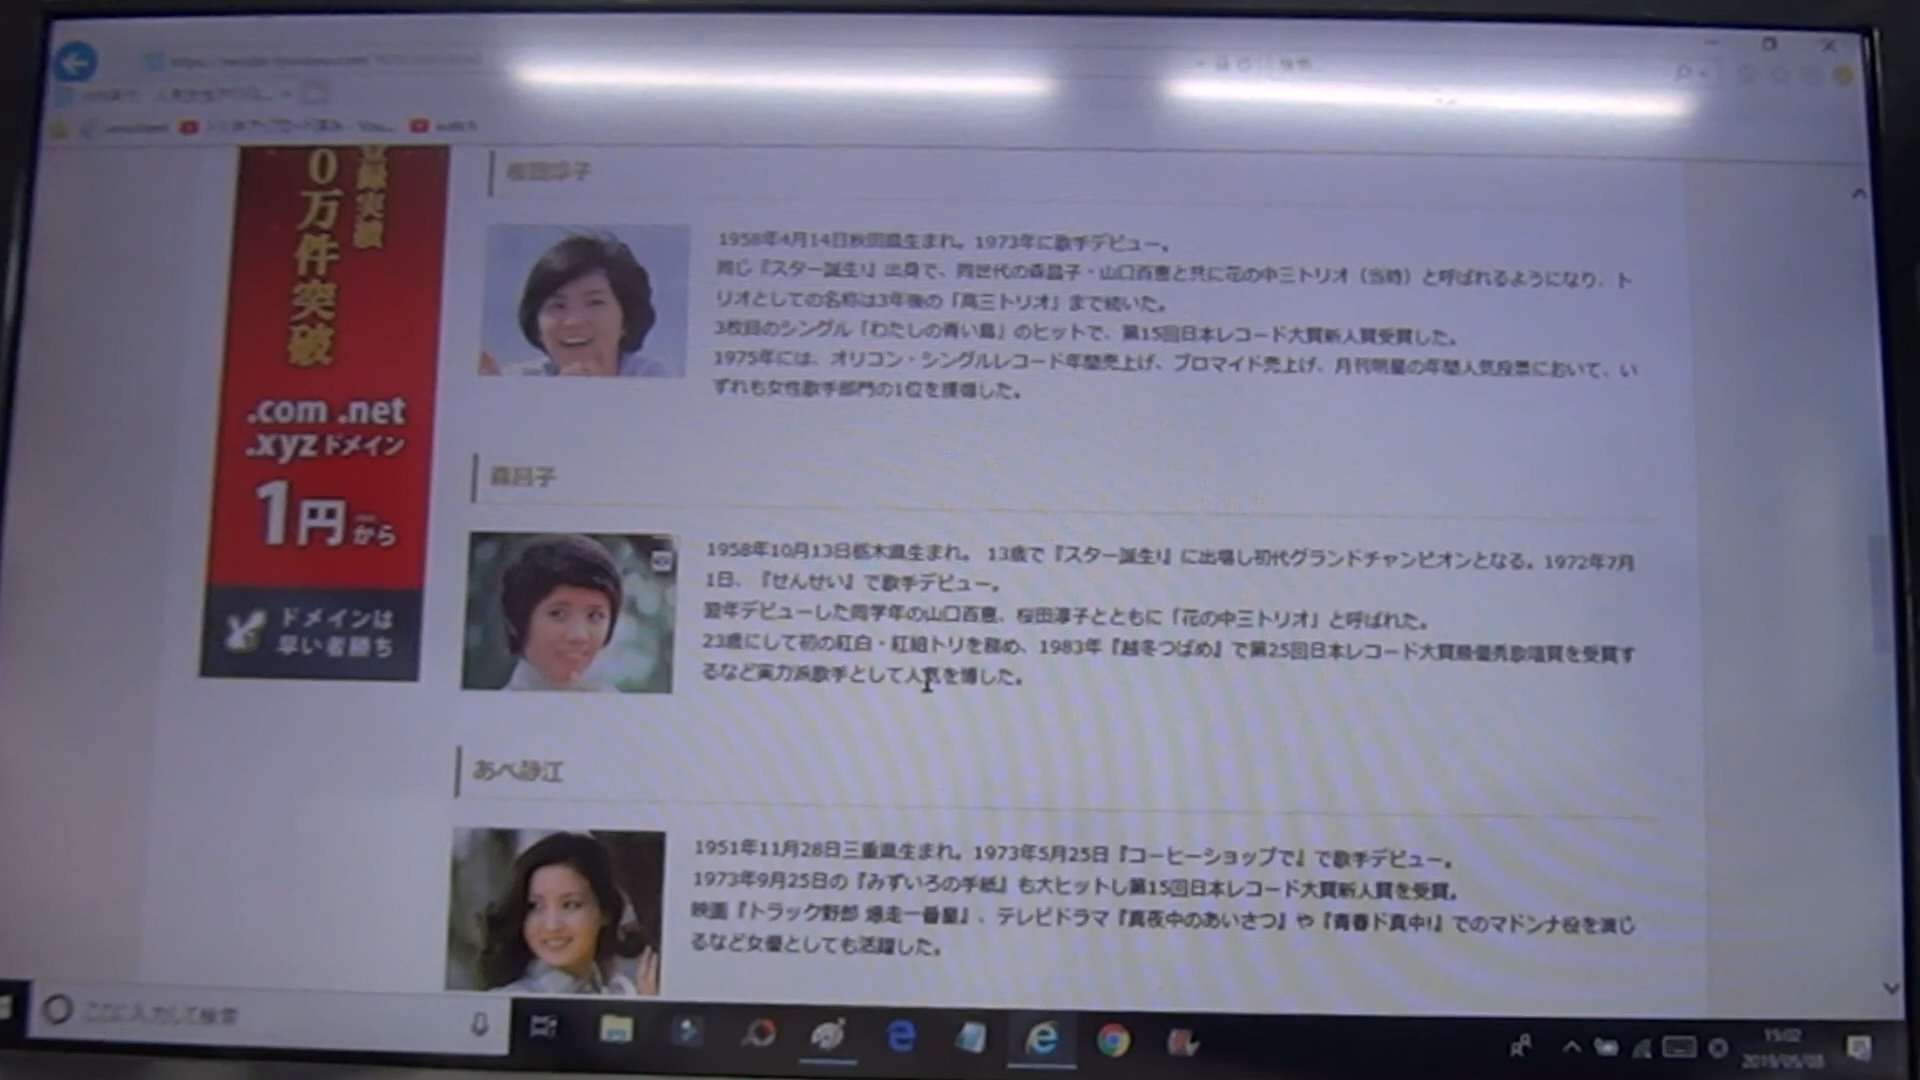 録実績
0万件突破
.com .net
.xyzドメイン
1円から
ドメインは
早い者勝ち
桜田淳子
1958年4月14日秋田県生まれ。1973年に歌手デビュー。
同じ『スター誕生!』出身で、同世代の森昌子・山口百恵と共に花の中三トリオ（当時）と呼ばれるようになり、ト
リオとしての名称は3年後の「高三トリオ」まで続いた。
3枚目のシングル「わたしの青い鳥」のヒットで、第15回日本レコード大賞新人賞受賞した。
1975年には、オリコン・シングルレコード年間売上げ、ブロマイド売上げ、月刊明星の年間人気投票において、い
ずれも女性歌手部門の1位を獲得した。
森昌子
1958年10月13日栃木県生まれ。 13歳で『スター誕生!』に出場し初代グランドチャンピオンとなる。1972年7月
1日、『せんせい』で歌手デビュー。
翌年デビューした同学年の山口百恵、桜田淳子とともに「花の中三トリオ」と呼ばれた。
23歳にして初の紅白・紅組トリを務め、1983年『越冬つばめ』で第25回日本レコード大賞最優秀歌唱賞を受賞す
るなど実力派歌手として人気を博した。
あべ静江
1951年11月28日三重県生まれ。1973年5月25日『コーヒーショップで』で歌手デビュー。
1973年9月25日の『みずいろの手紙』も大ヒットし第15回日本レコード大賞新人賞を受賞。
映画『トラック野郎 爆走一番星』、テレビドラマ『真夜中のあいさつ』や『青春ド真中!』でのマドンナ役を演じ
るなど女優としても活躍した。
ここに入力して検索
15:02
2019/05/08